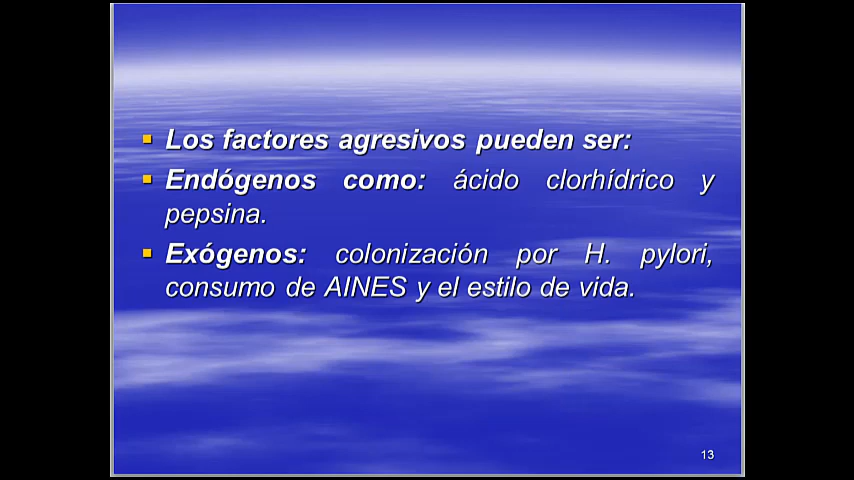 Los factores agresivos pueden ser:
Endógenos como: ácido clorhídrico y
pepsina.
Exógenos: colonización por H. pylori,
consumo de AINES y el estilo de vida.
13